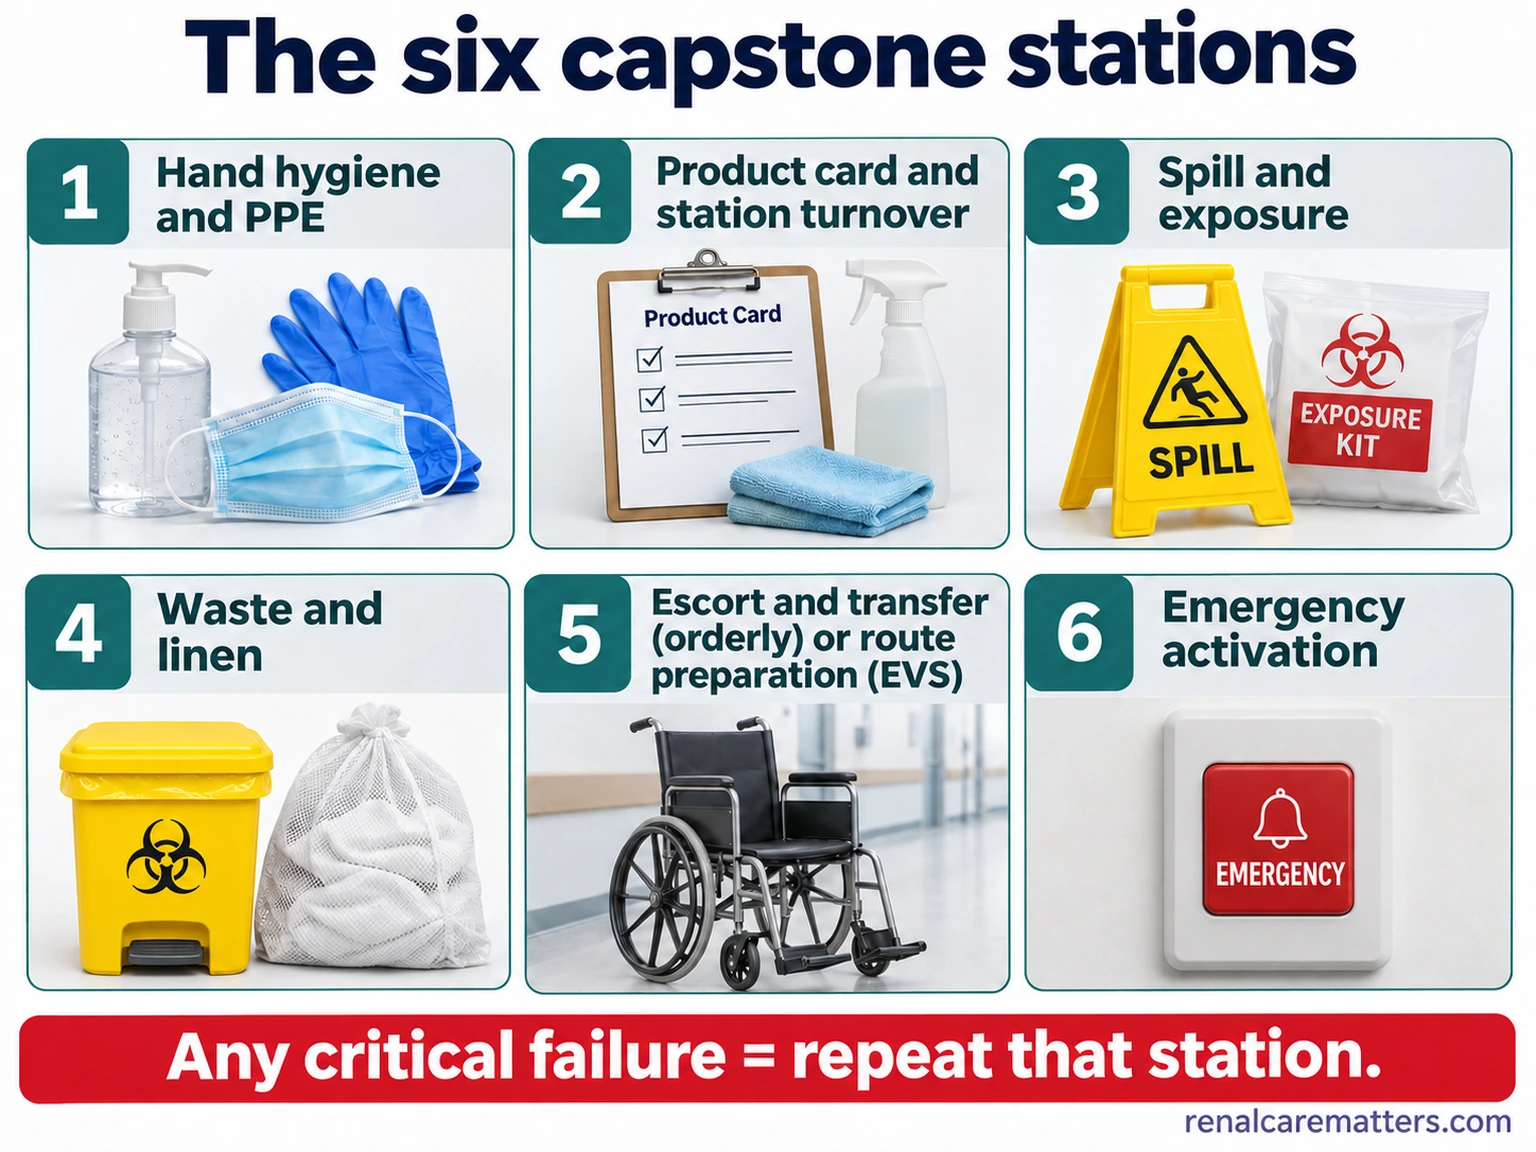 The six capstone stations
1
Hand hygiene
and PPE
2
Product card and
station turnover
Product Card
3
Spill and
exposure
SPILL
EXPOSURE
KIT
4
Waste and
linen
5
Escort and transfer
(orderly) or route
preparation (EVS)
6
Emergency
activation
EMERGENCY
Any critical failure = repeat that station.
renalcarematters.com